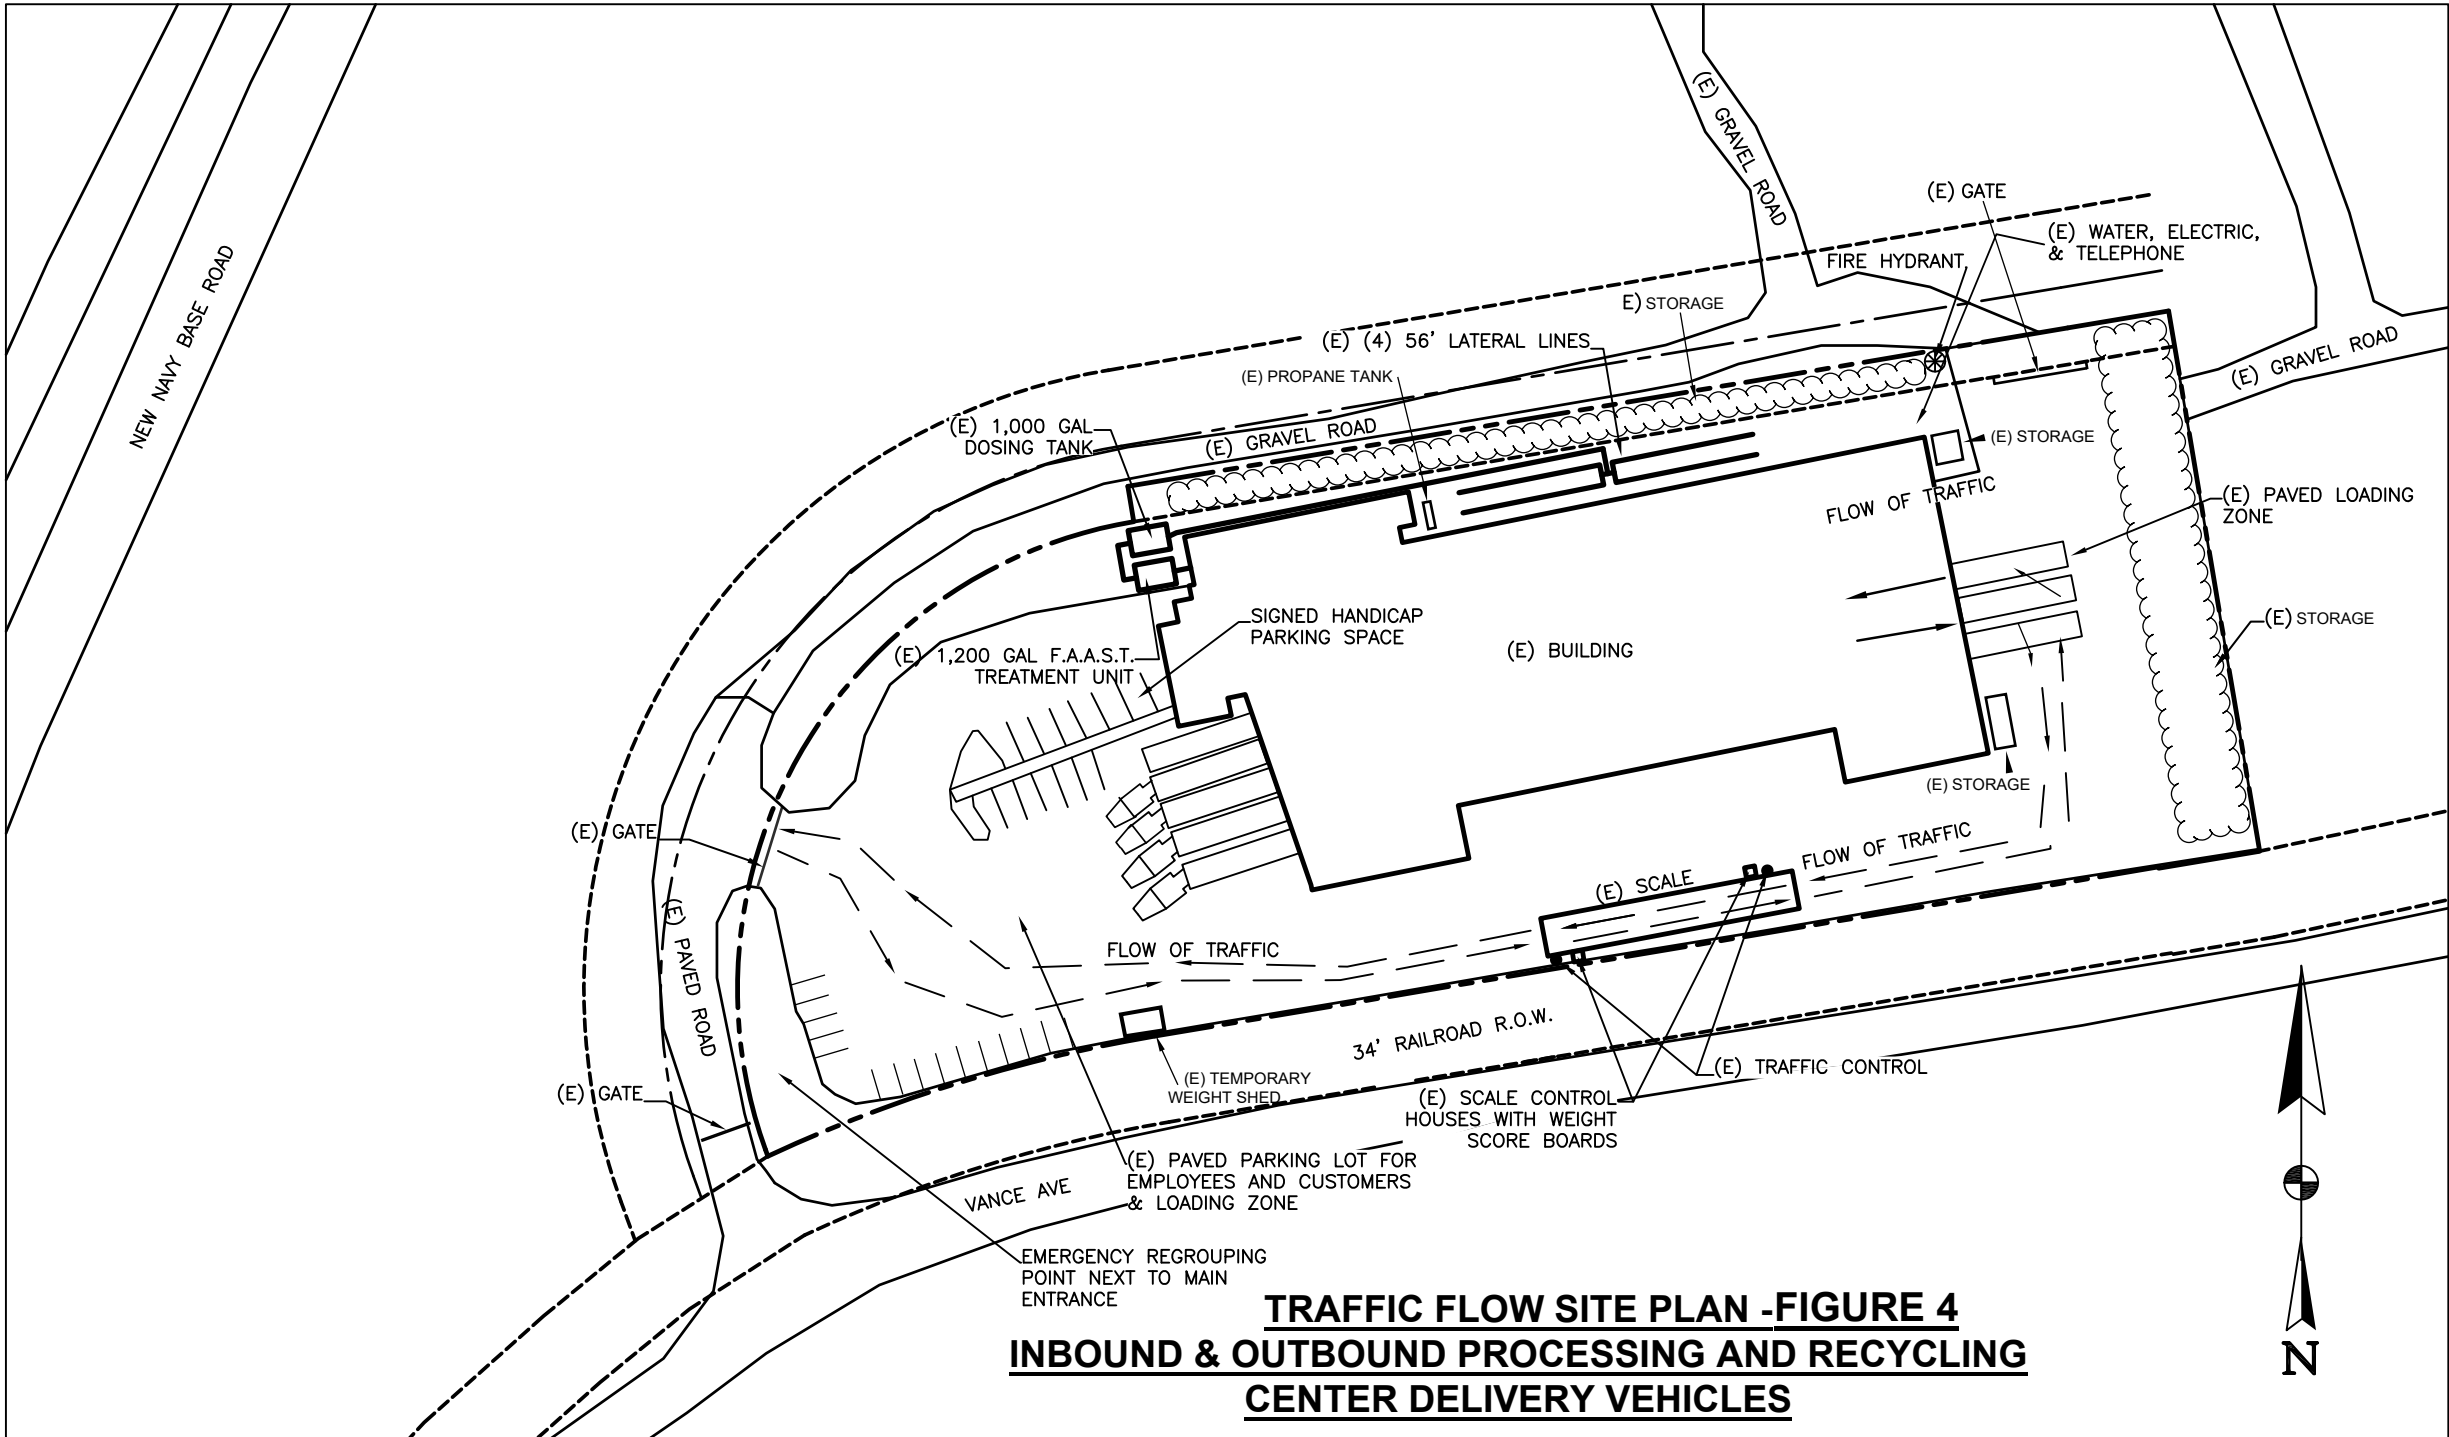 (E) GRAVEL ROAD
(E) GATE
(E) WATER, ELECTRIC,
& TELEPHONE
FIRE HYDRANT
NEW NAVY BASE ROAD
E) STORAGE
(E) (4) 56' LATERAL LINES
(E) GRAVEL ROAD
(E) PROPANE TANK
(E) 1,000 GAL
DOSING TANK
(E) GRAVEL ROAD
(E) STORAGE
FLOW OF TRAFFIC
(E) PAVED LOADING
ZONE
SIGNED HANDICAP
PARKING SPACE
(E) STORAGE
(E) BUILDING
(E) 1,200 GAL F.A.A.S.T.
TREATMENT UNIT
(E) STORAGE
(E) GATE
FLOW OF TRAFFIC
(E) SCALE
(E) PAVED ROAD
FLOW OF TRAFFIC
34' RAILROAD R.O.W.
(E) TRAFFIC CONTROL
(E) TEMPORARY
WEIGHT SHED
(E) GATE
(E) SCALE CONTROL
HOUSES WITH WEIGHT
SCORE BOARDS
(E) PAVED PARKING LOT FOR
EMPLOYEES AND CUSTOMERS
& LOADING ZONE
VANCE AVE
EMERGENCY REGROUPING
POINT NEXT TO MAIN
ENTRANCE
TRAFFIC FLOW SITE PLAN -FIGURE 4
INBOUND & OUTBOUND PROCESSING AND RECYCLING
CENTER DELIVERY VEHICLES
N